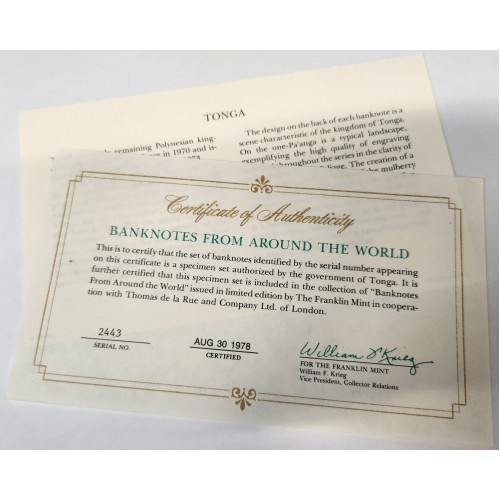 TONGA
remaining Polynesian king-
in 1970 and is-
The design on the back of each banknote is a
scene characteristic of the kingdom of Tonga.
On the one-Pa'anga is a typical landscape,
exemplifying the high quality of engraving
throughout the series in the clarity of
The creation of a
the mulberry
Certificate of Authenticity
BANKNOTES FROM AROUND THE WORLD
This is to certify that the set of banknotes identified by the serial number appearing
on this certificate is a specimen set authorized by the government of Tonga. It is
further certified that this specimen set is included in the collection of "Banknotes
From Around the World" issued in limited edition by The Franklin Mint in coopera-
tion with Thomas de la Rue and Company Ltd. of London.
2443
SERIAL NO.
AUG 30 1978
CERTIFIED
William F Krieg
FOR THE FRANKLIN MINT
William F. Krieg
Vice President, Collector Relations